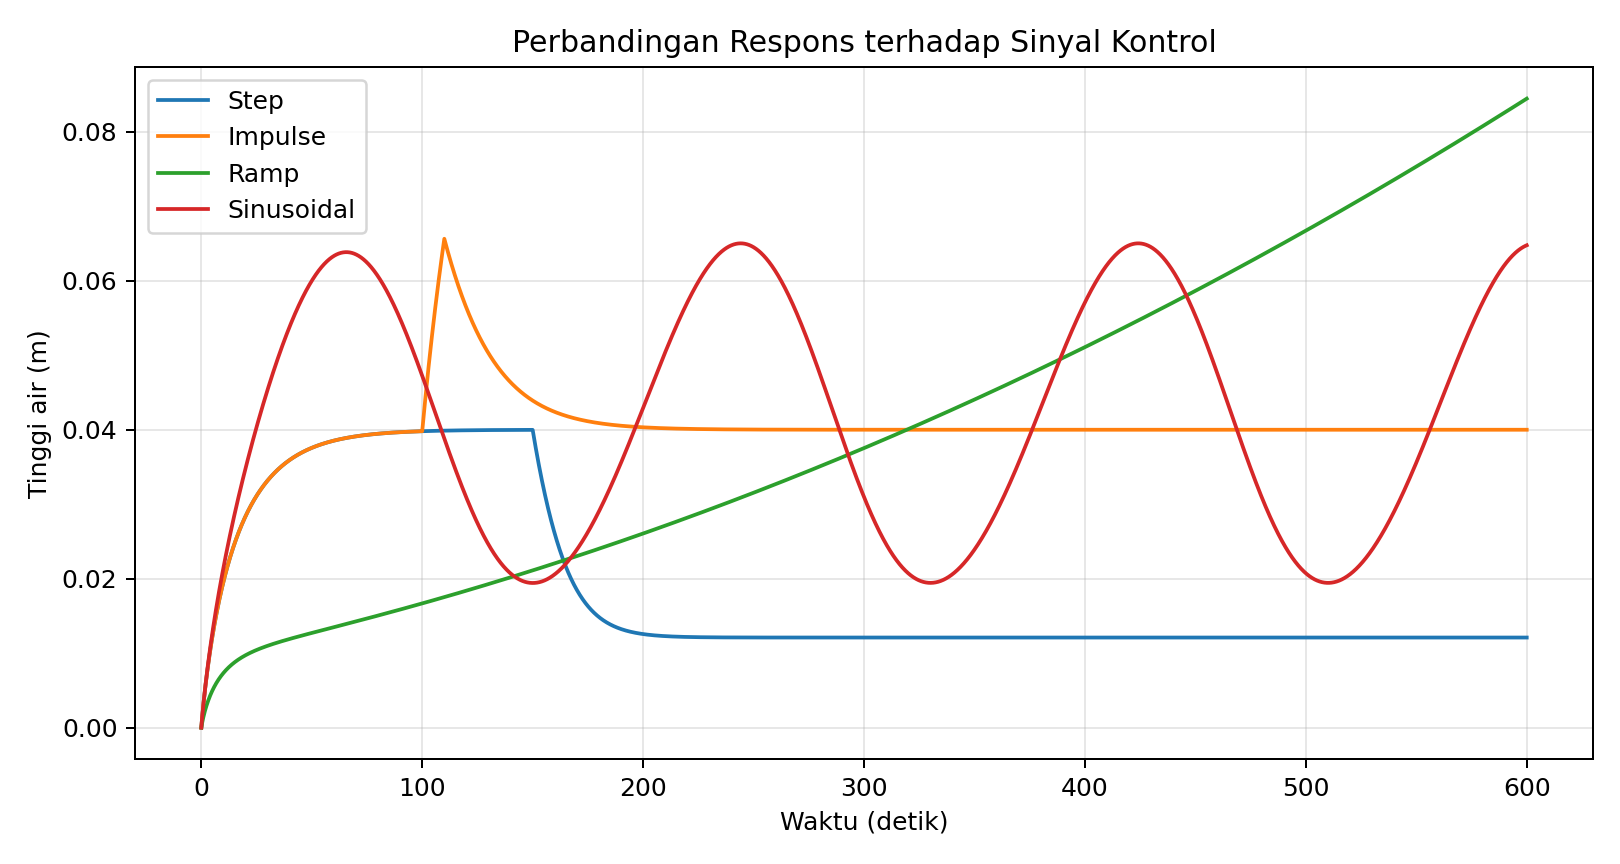 Perbandingan Respons terhadap Sinyal Kontrol
Step
Impulse
Ramp
Sinusoidal
Tinggi air (m)
0.08
0.06
0.04
0.02
0.00
0 100 200 300 400 500 600
Waktu (detik)